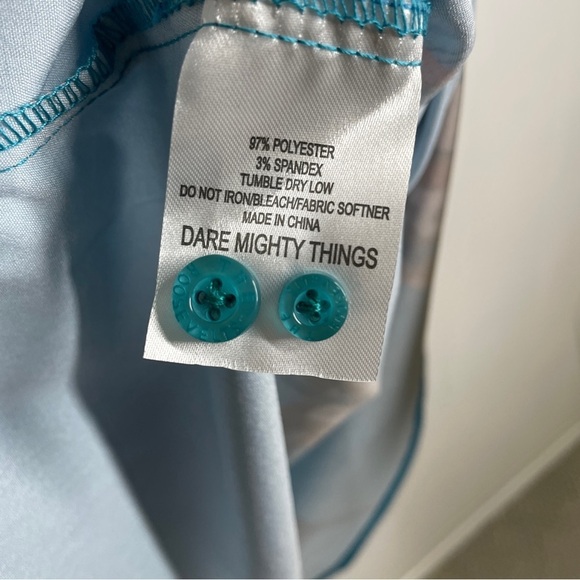 97% POLYESTER
3% SPANDEX
TUMBLE DRY LOW
DO NOT IRON/BLEACH/FABRIC SOFTNER
MADE IN CHINA
DARE MIGHTY THINGS